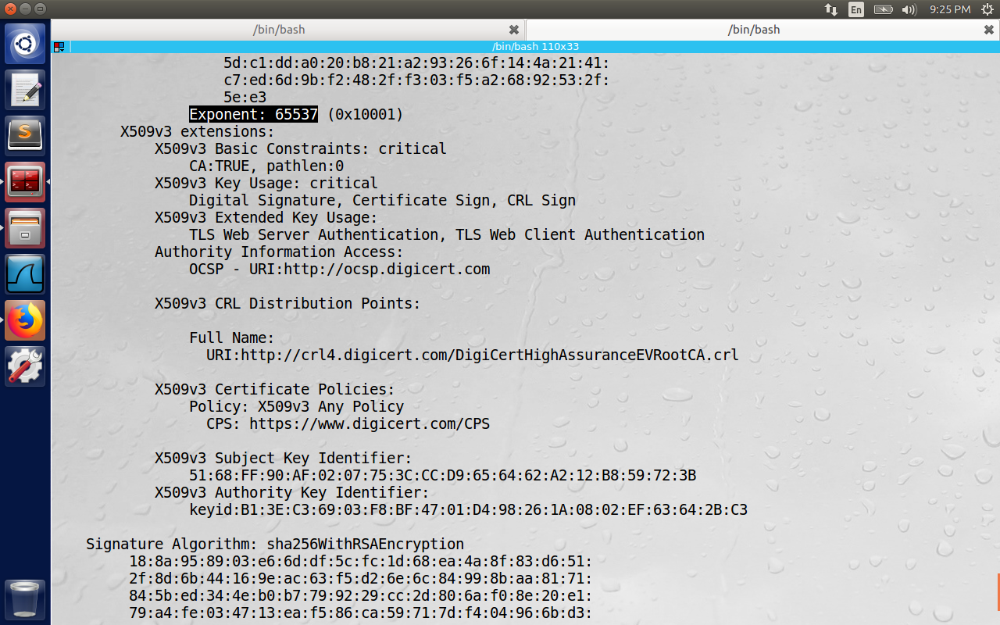 En
9:25 PM
/bin/bash
/bin/bash
/bin/bash 110x33
5d:c1:dd:a0:20:b8:21:a2:93:26:6f:14:4a:21:41:
c7:ed:6d:9b:f2:48:2f:f3:03:f5:a2:68:92:53:2f:
5e:e3
Exponent: 65537 (0x10001)
X509v3 extensions:
X509v3 Basic Constraints: critical
CA:TRUE, pathlen:0
X509v3 Key Usage: critical
Digital Signature, Certificate Sign, CRL Sign
X509v3 Extended Key Usage:
TLS Web Server Authentication, TLS Web Client Authentication
Authority Information Access:
OCSP - URI:http://ocsp.digicert.com
X509v3 CRL Distribution Points:
Full Name:
URI:http://crl4.digicert.com/DigiCertHighAssuranceEVRootCA.crl
X509v3 Certificate Policies:
Policy: X509v3 Any Policy
CPS: https://www.digicert.com/CPS
X509v3 Subject Key Identifier:
51:68:FF:90:AF:02:07:75:3C:CC:D9:65:64:62:A2:12:B8:59:72:3B
X509v3 Authority Key Identifier:
keyid:B1:3E:C3:69:03:F8:BF:47:01:D4:98:26:1A:08:02:EF:63:64:2B:C3
Signature Algorithm: sha256WithRSAEncryption
18:8a:95:89:03:e6:6d:df:5c:fc:1d:68:ea:4a:8f:83:d6:51:
2f:8d:6b:44:16:9e:ac:63:f5:d2:6e:6c:84:99:8b:aa:81:71:
84:5b:ed:34:4e:b0:b7:79:92:29:cc:2d:80:6a:f0:8e:20:e1:
79:a4:fe:03:47:13:ea:f5:86:ca:59:71:7d:f4:04:96:6b:d3: